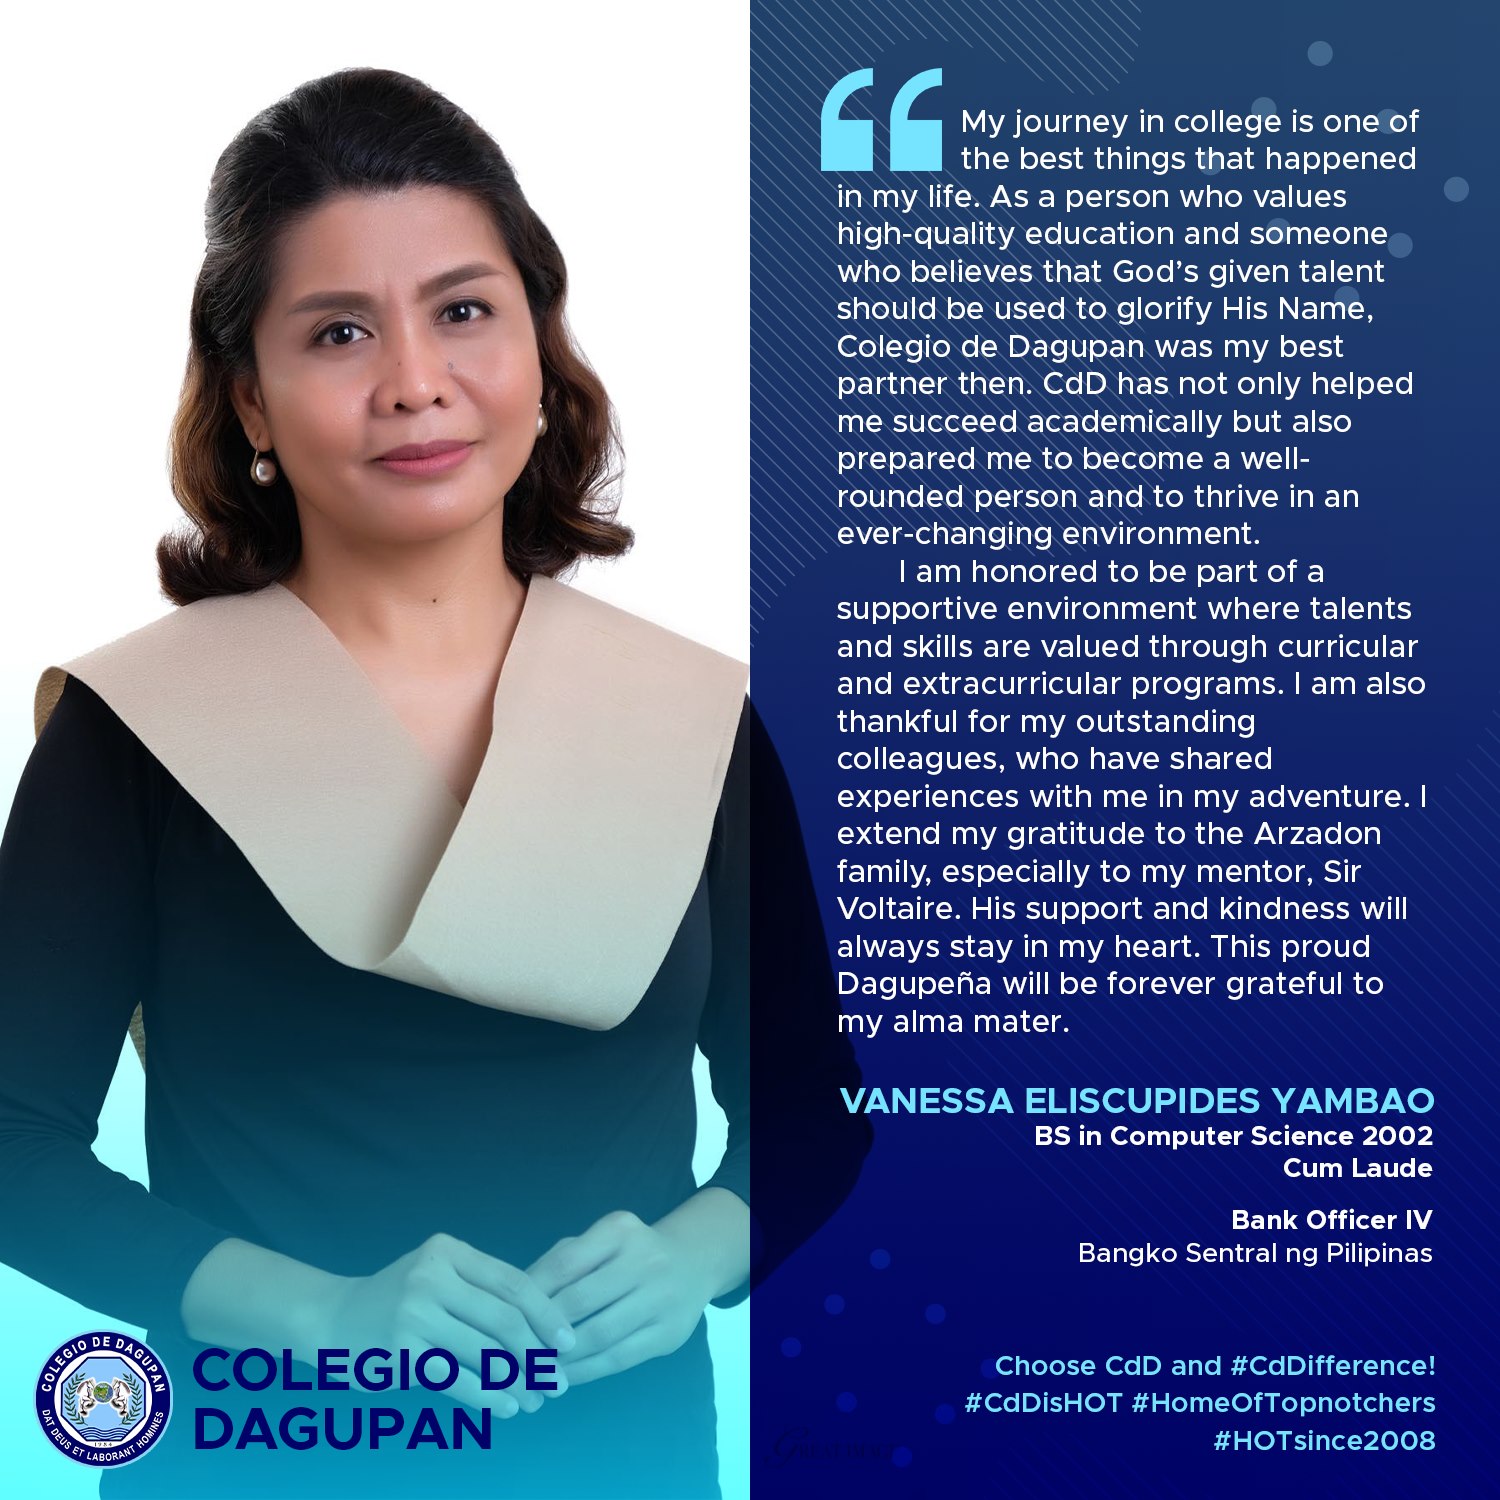 “
My journey in college is one of
the best things that happened
in my life. As a person who values
high-quality education and someone
who believes that God’s given talent
should be used to glorify His Name,
Colegio de Dagupan was my best
partner then. CdD has not only helped
me succeed academically but also
prepared me to become a well-
rounded person and to thrive in an
ever-changing environment.
I am honored to be part of a
supportive environment where talents
and skills are valued through curricular
and extracurricular programs. I am also
thankful for my outstanding
colleagues, who have shared
experiences with me in my adventure. I
extend my gratitude to the Arzadon
family, especially to my mentor, Sir
Voltaire. His support and kindness will
always stay in my heart. This proud
Dagupeña will be forever grateful to
my alma mater.
VANESSA ELISCUPIDES YAMBAO
BS in Computer Science 2002
Cum Laude
Bank Officer IV
Bangko Sentral ng Pilipinas
Choose CdD and #CdDifference!
#CdDisHOT #HomeOfTopnotchers
#HOTsince2008
COLEGIO DE DAGUPAN
DAT DEUS ET LABORANT HOMINES
1984
COLEGIO DE
DAGUPAN